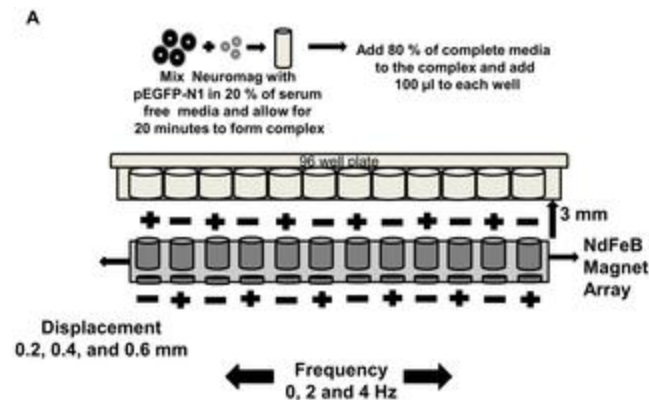 A
Mix Neuromag with
pEGFP-N1 in 20 % of serum
free media and allow for
20 minutes to form complex
Add 80 % of complete media
to the complex and add
100 µl to each well
96 well plate
3 mm
NdFeB
Magnet
Array
Displacement
0.2, 0.4, and 0.6 mm
Frequency
0, 2 and 4 Hz